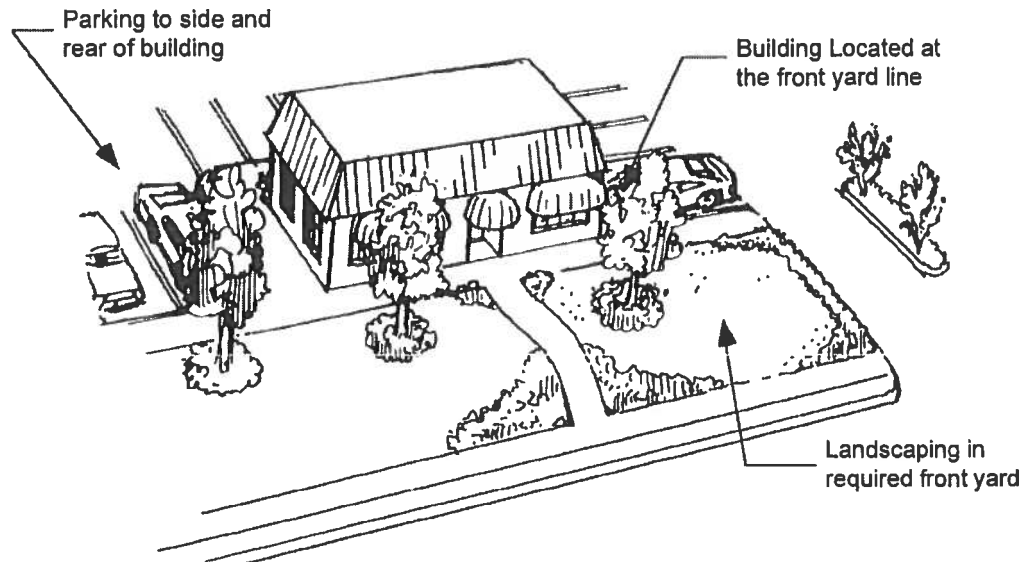 Parking to side and
rear of building
Building Located at
the front yard line
Landscaping in
required front yard